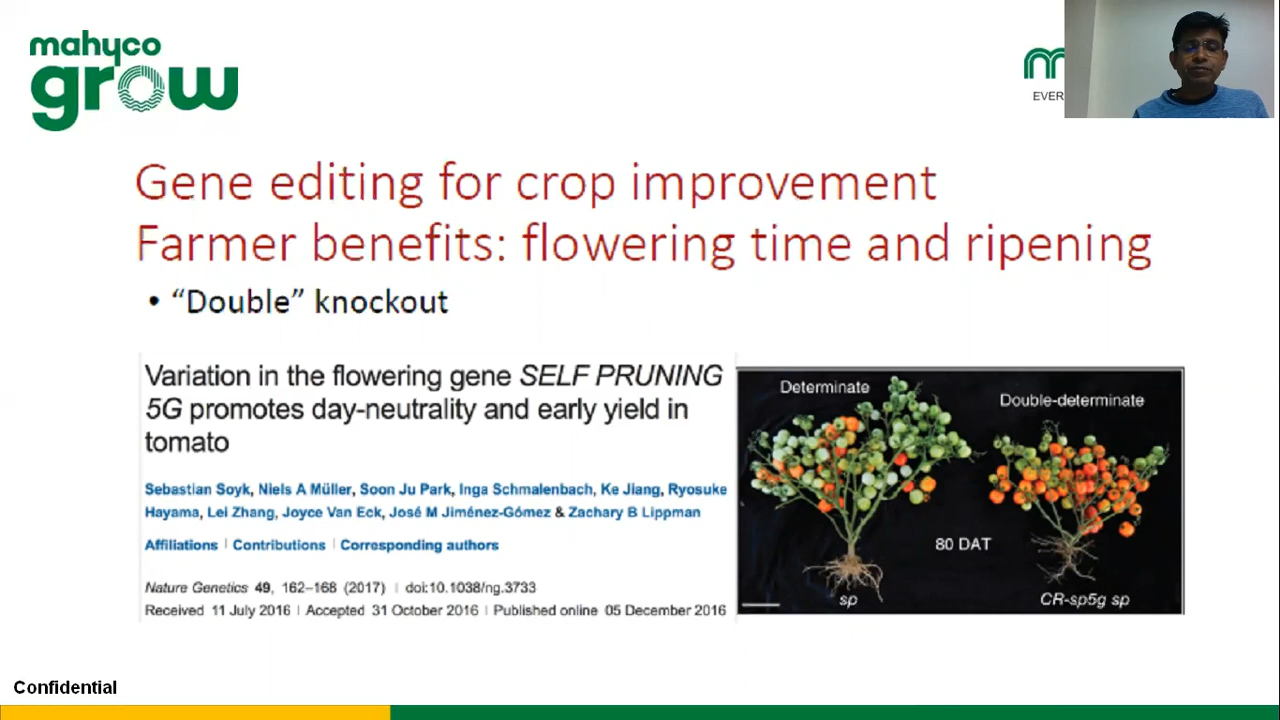 mahyco
grow
EVER
Gene editing for crop improvement
Farmer benefits: flowering time and ripening
• “Double” knockout
Variation in the flowering gene SELF PRUNING
5G promotes day-neutrality and early yield in
tomato
Sebastian Soyk, Niels A Müller, Soon Ju Park, Inga Schmalenbach, Ke Jiang, Ryosuke
Hayama, Lei Zhang, Joyce Van Eck, José M Jiménez-Gómez & Zachary B Lippman
Affiliations | Contributions | Corresponding authors
Nature Genetics 49, 162–168 (2017) | doi:10.1038/ng.3733
Received 11 July 2016 | Accepted 31 October 2016 | Published online 05 December 2016
Determinate
Double-determinate
80 DAT
sp
CR-sp5g sp
Confidential